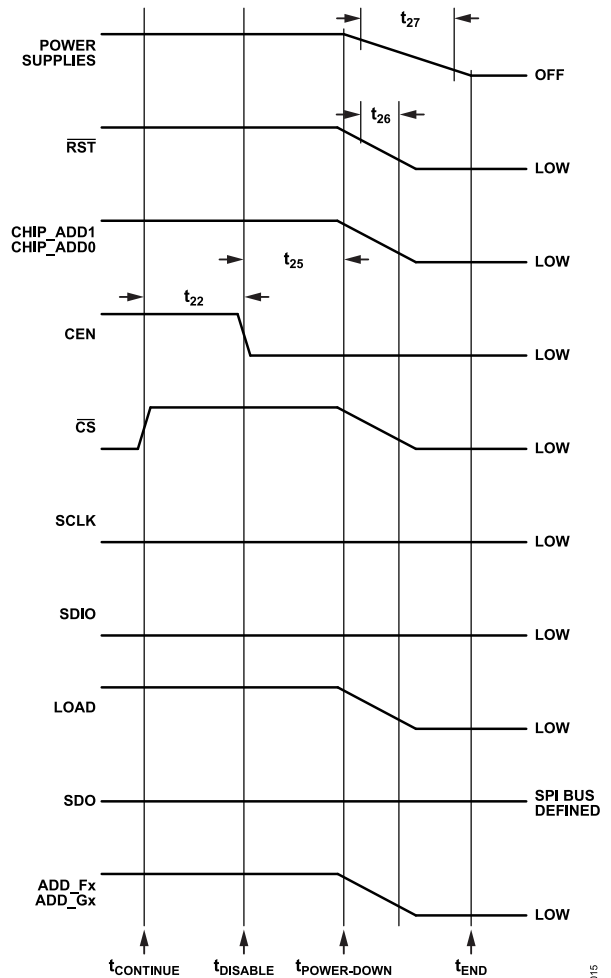 t27
POWER
SUPPLIES
OFF
t26
RST
LOW
CHIP_ADD1
CHIP_ADD0
LOW
t25
t22
CEN
LOW
CS
LOW
SCLK
LOW
SDIO
LOW
LOAD
LOW
SDO
SPI BUS
DEFINED
ADD_Fx
ADD_Gx
LOW
tCONTINUE
tDISABLE
tPOWER-DOWN
tEND
015